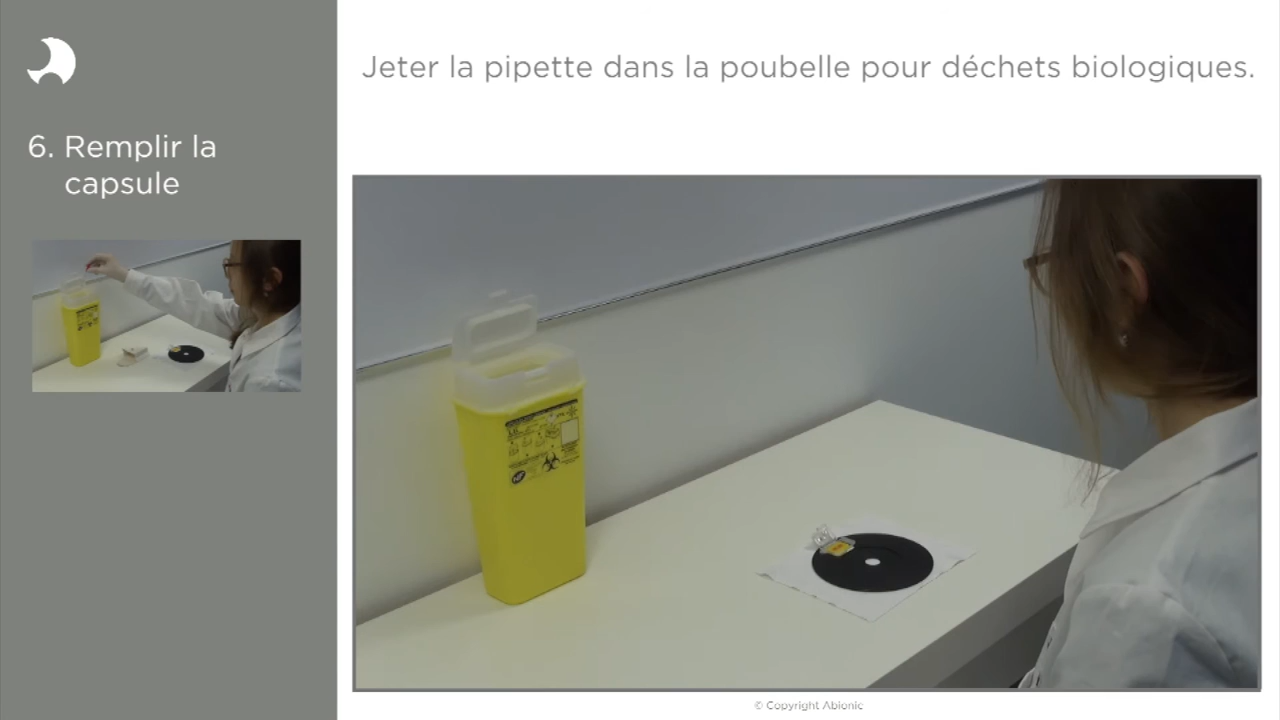 Jeter la pipette dans la poubelle pour déchets biologiques.
6. Remplir la
capsule
© Copyright Abionic